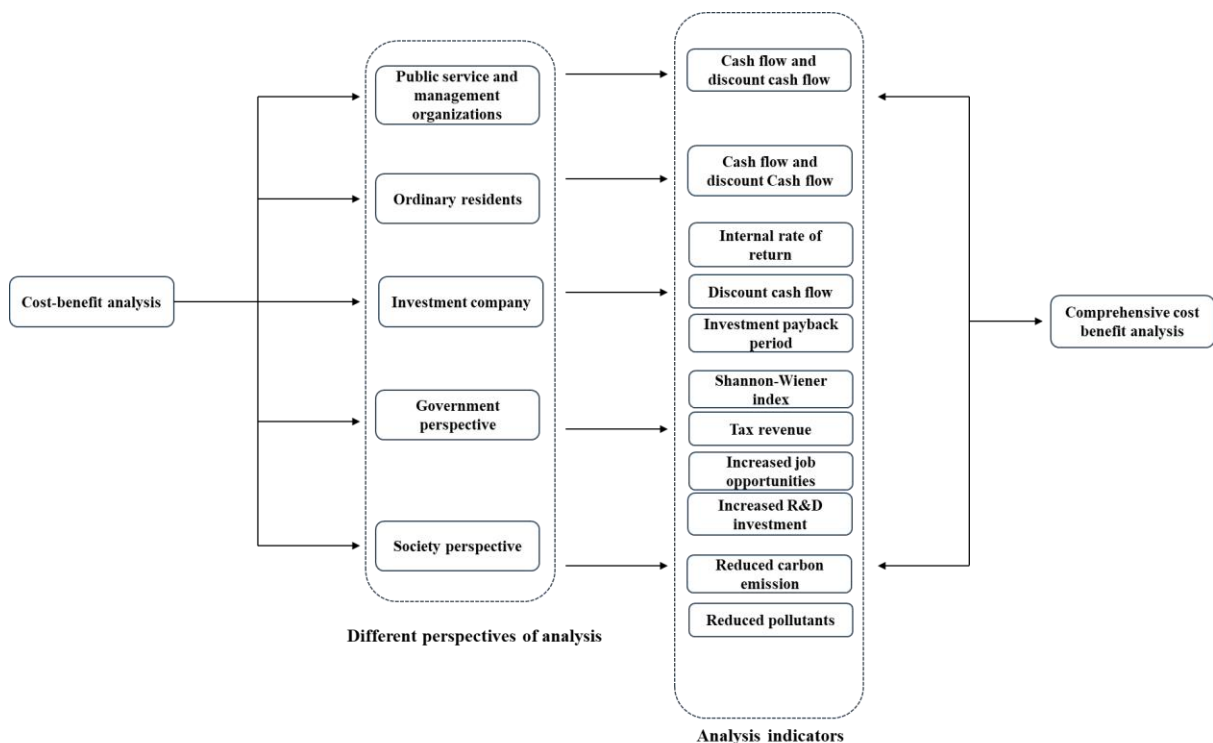 Cost-benefit analysis
Public service and
management
organizations
Ordinary residents
Investment company
Government
perspective
Society perspective
Different perspectives of analysis
Cash flow and
discount cash flow
Cash flow and
discount Cash flow
Internal rate of
return
Discount cash flow
Investment payback
period
Shannon-Wiener
index
Tax revenue
Increased job
opportunities
Increased R&D
investment
Reduced carbon
emission
Reduced pollutants
Analysis indicators
Comprehensive cost
benefit analysis